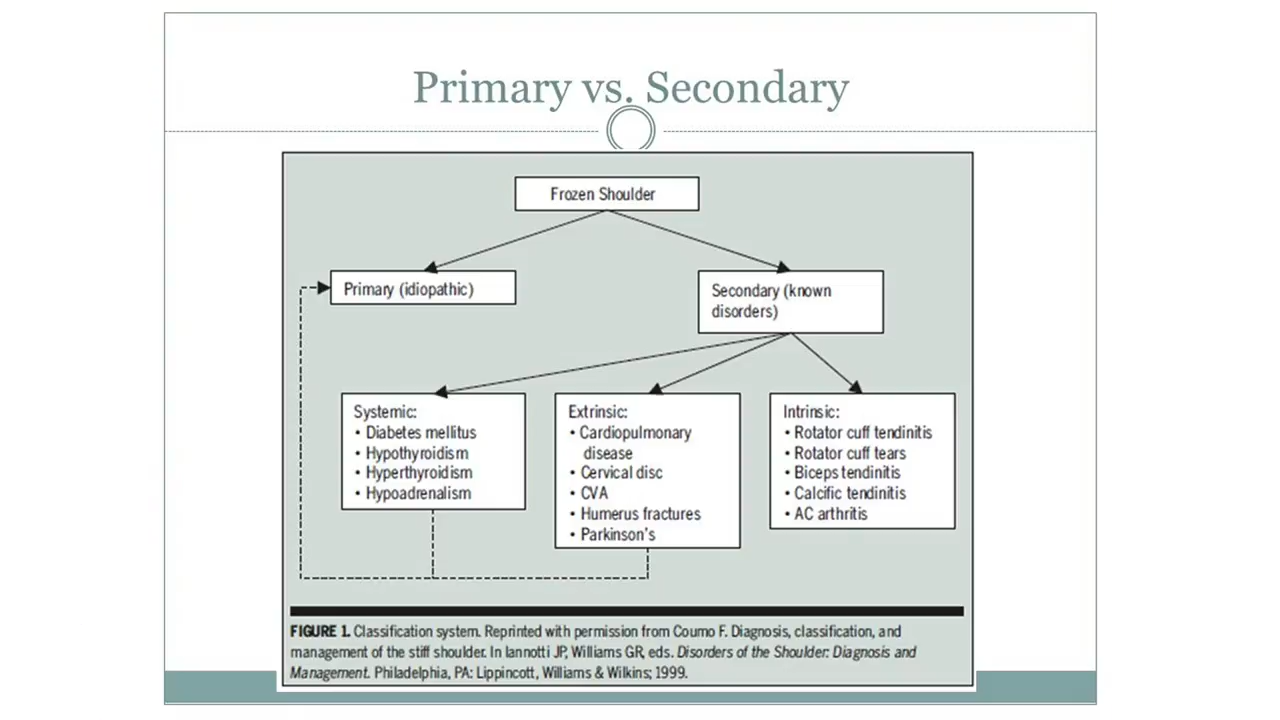 Primary vs. Secondary
Frozen Shoulder
Primary (idiopathic)
Secondary (known
disorders)
Systemic:
• Diabetes mellitus
• Hypothyroidism
• Hyperthyroidism
• Hypoadrenalism
Extrinsic:
• Cardiopulmonary
disease
• Cervical disc
• CVA
• Humerus fractures
• Parkinson's
Intrinsic:
• Rotator cuff tendinitis
• Rotator cuff tears
• Biceps tendinitis
• Calcific tendinitis
• AC arthritis
FIGURE 1. Classification system. Reprinted with permission from Coumo F. Diagnosis, classification, and
management of the stiff shoulder. In Iannotti JP, Williams GR, eds. Disorders of the Shoulder: Diagnosis and
Management. Philadelphia, PA: Lippincott, Williams & Wilkins; 1999.